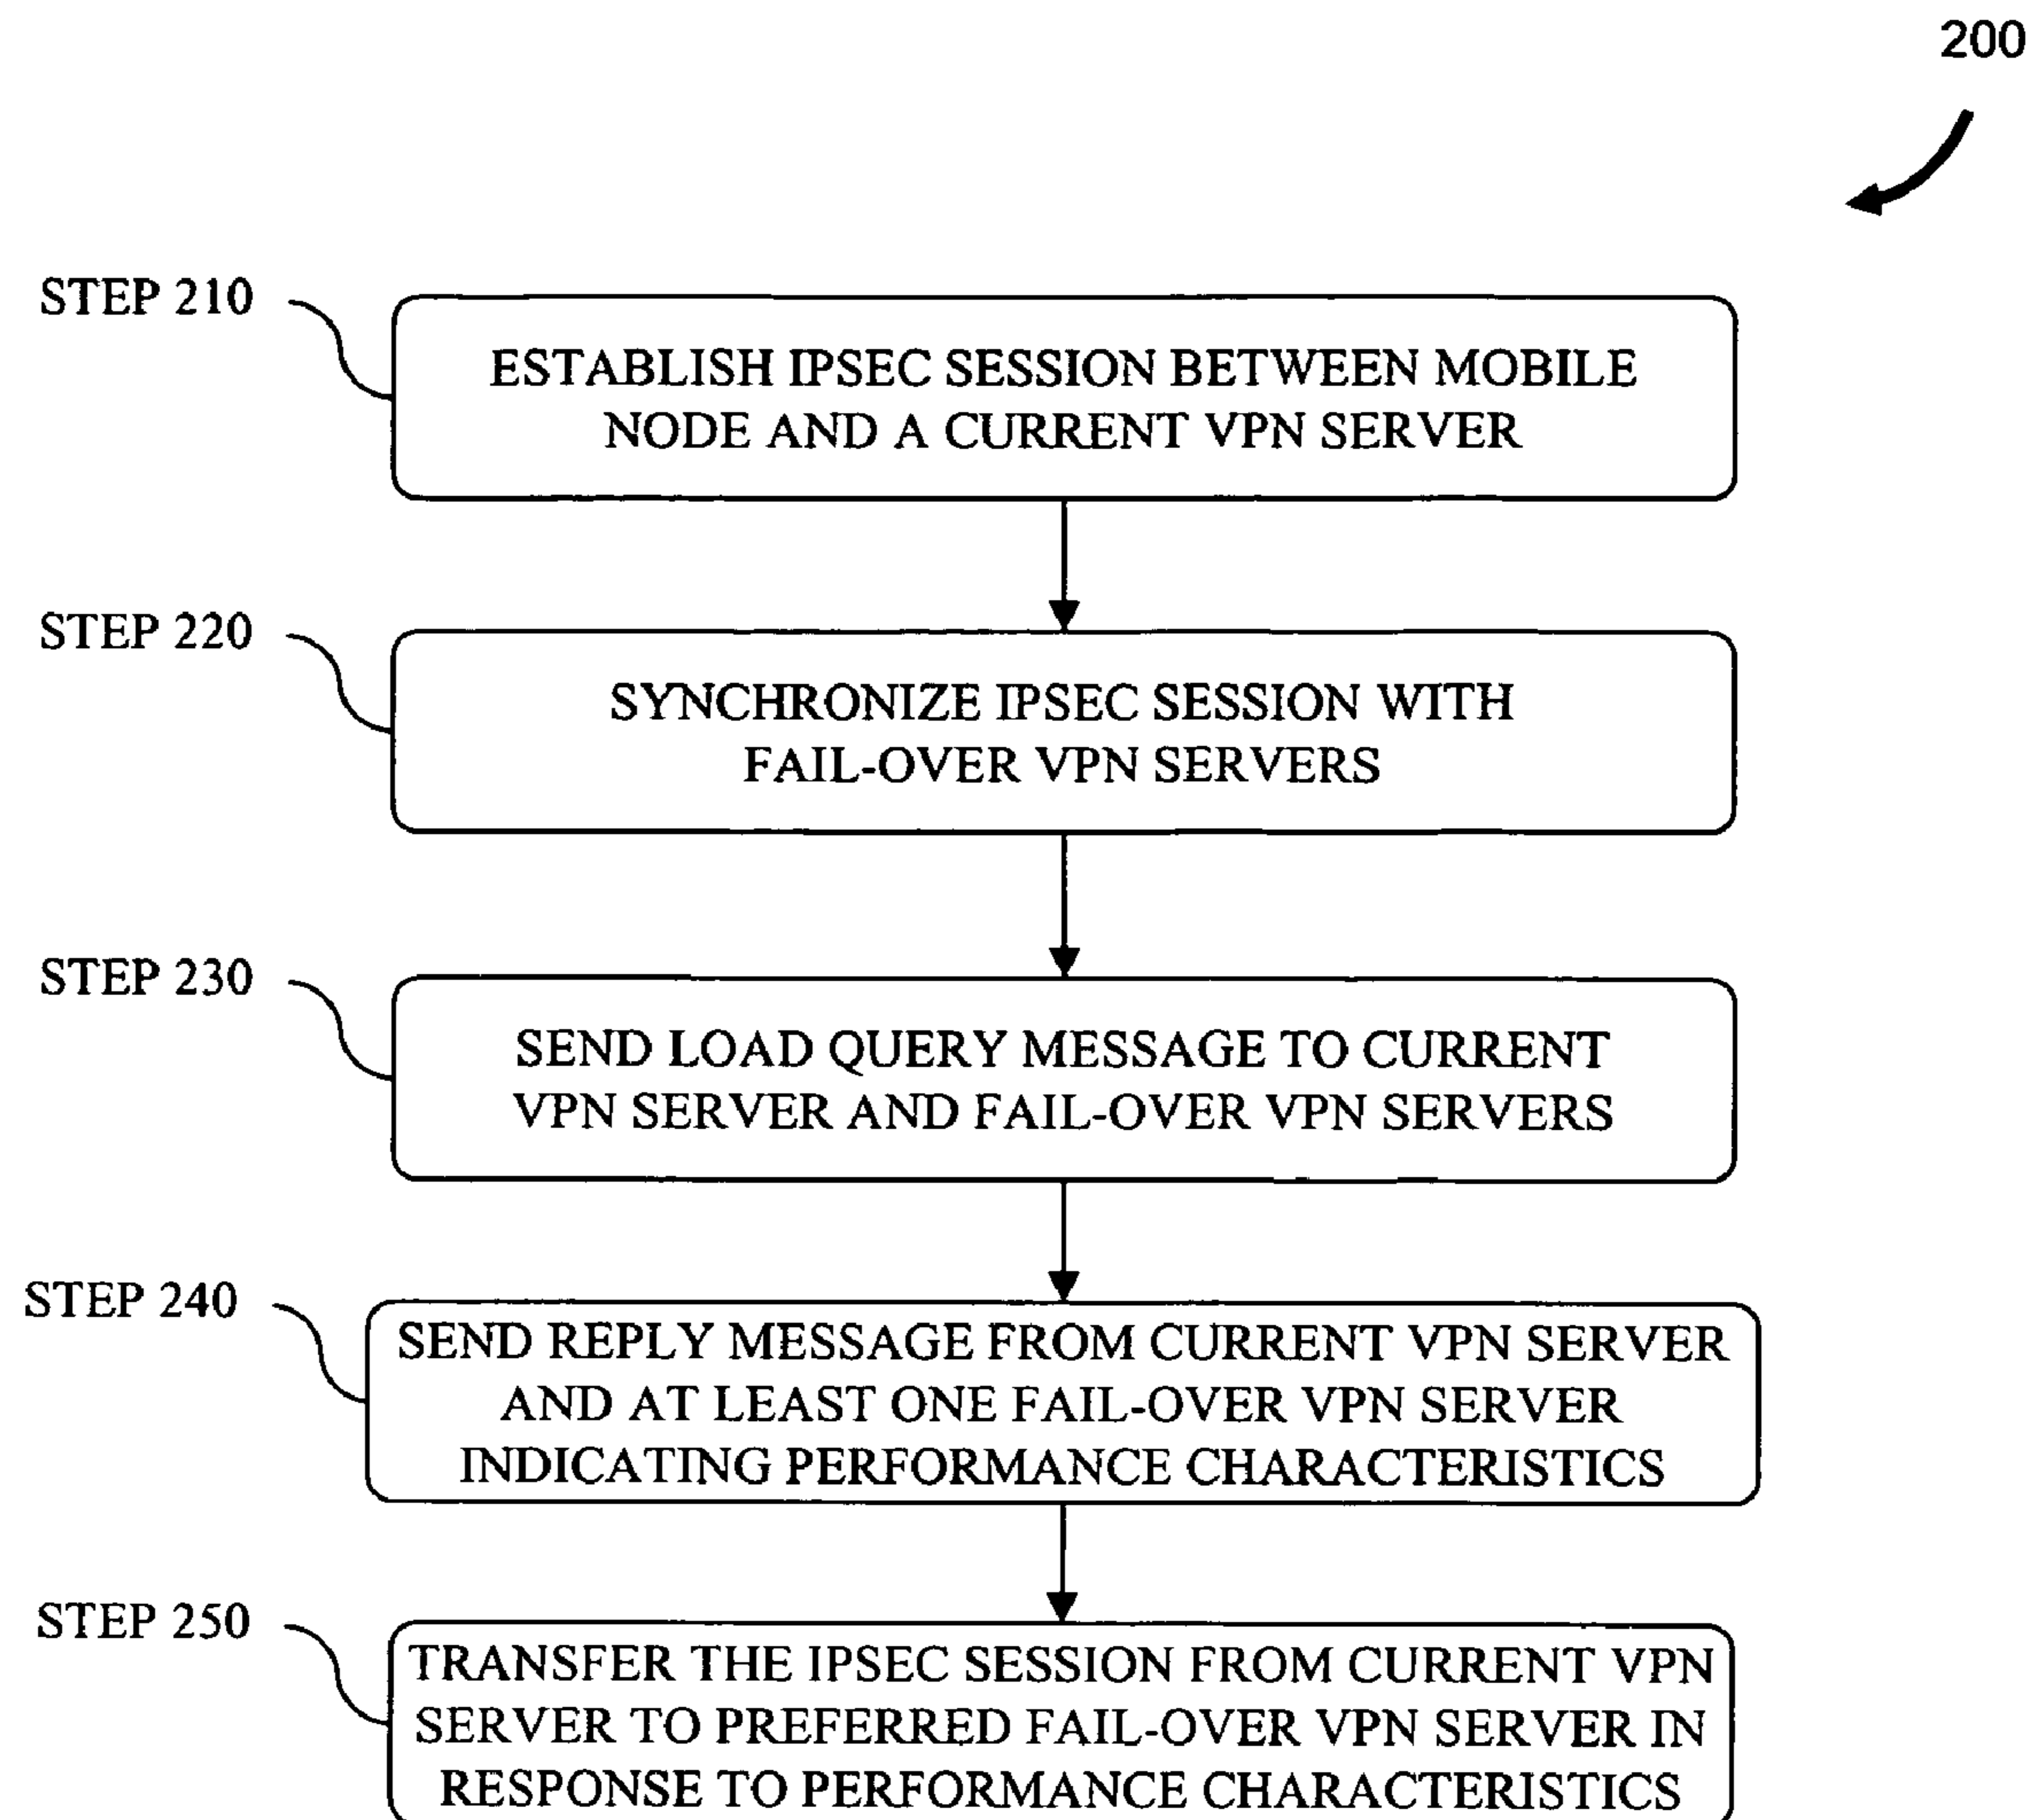 200
STEP 210
ESTABLISH IPSEC SESSION BETWEEN MOBILE
NODE AND A CURRENT VPN SERVER
STEP 220
SYNCHRONIZE IPSEC SESSION WITH
FAIL-OVER VPN SERVERS
STEP 230
SEND LOAD QUERY MESSAGE TO CURRENT
VPN SERVER AND FAIL-OVER VPN SERVERS
STEP 240
SEND REPLY MESSAGE FROM CURRENT VPN SERVER
AND AT LEAST ONE FAIL-OVER VPN SERVER
INDICATING PERFORMANCE CHARACTERISTICS
STEP 250
TRANSFER THE IPSEC SESSION FROM CURRENT VPN
SERVER TO PREFERRED FAIL-OVER VPN SERVER IN
RESPONSE TO PERFORMANCE CHARACTERISTICS